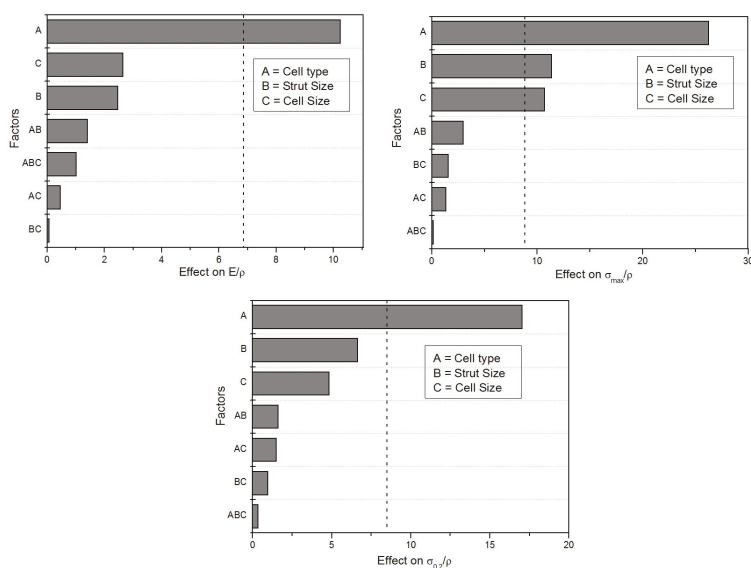 A
C
B
AB
ABC
AC
BC
Factors
A = Cell type
B = Strut Size
C = Cell Size
0 2 4 6 8 10
Effect on E/ρ
A
B
C
AB
BC
AC
ABC
Factors
A = Cell type
B = Strut Size
C = Cell Size
0 10 20 30
Effect on σmax/ρ
A
B
C
AB
AC
BC
ABC
Factors
A = Cell type
B = Strut Size
C = Cell Size
0 5 10 15 20
Effect on σ0.2/ρ